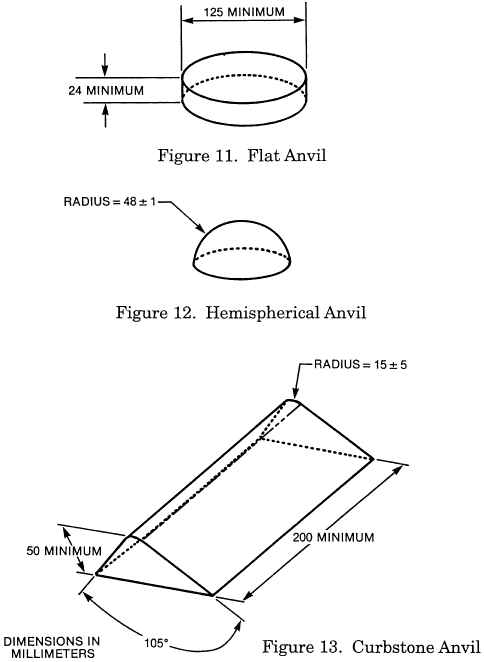 125 MINIMUM
24 MINIMUM
Figure 11. Flat Anvil
RADIUS = 48 ± 1
Figure 12. Hemispherical Anvil
RADIUS = 15 ± 5
50 MINIMUM
200 MINIMUM
105°
DIMENSIONS IN
MILLIMETERS
Figure 13. Curbstone Anvil